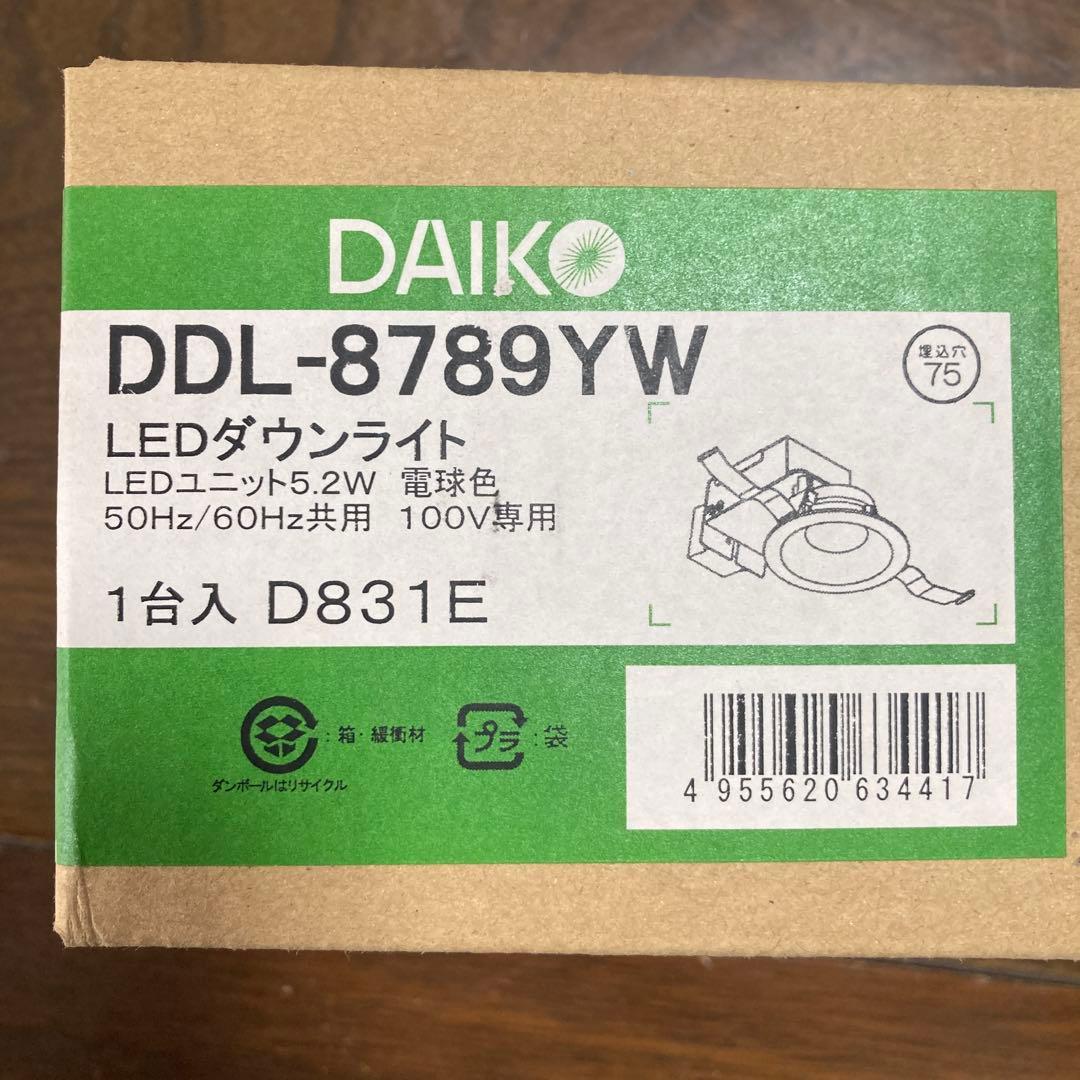 DAIKO
DDL-8789YW
埋込穴
75
LEDダウンライト
LEDユニット5.2W 電球色
50Hz/60Hz共用 100V専用
1台入 D831E
:箱・緩衝材
ダンボールはリサイクル
プラ:袋
4 955620 634417